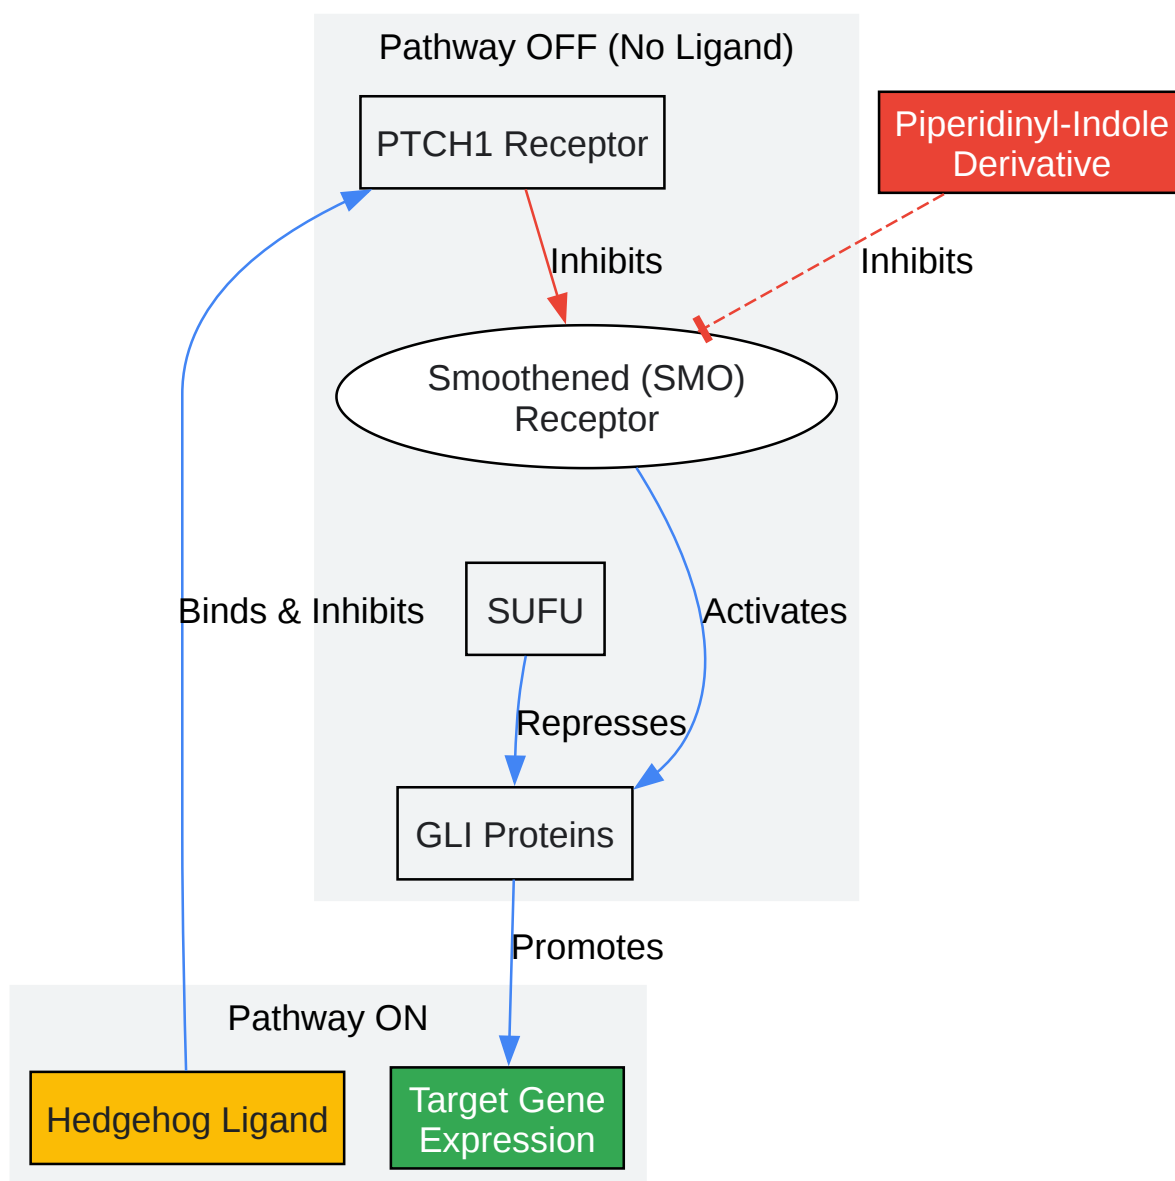 Pathway OFF (No Ligand)
PTCH1 Receptor
Piperidinyl-Indole
Derivative
Inhibits
Inhibits
Smoothened (SMO)
Receptor
Binds & Inhibits
SUFU
Activates
Represses
GLI Proteins
Promotes
Pathway ON
Hedgehog Ligand
Target Gene
Expression